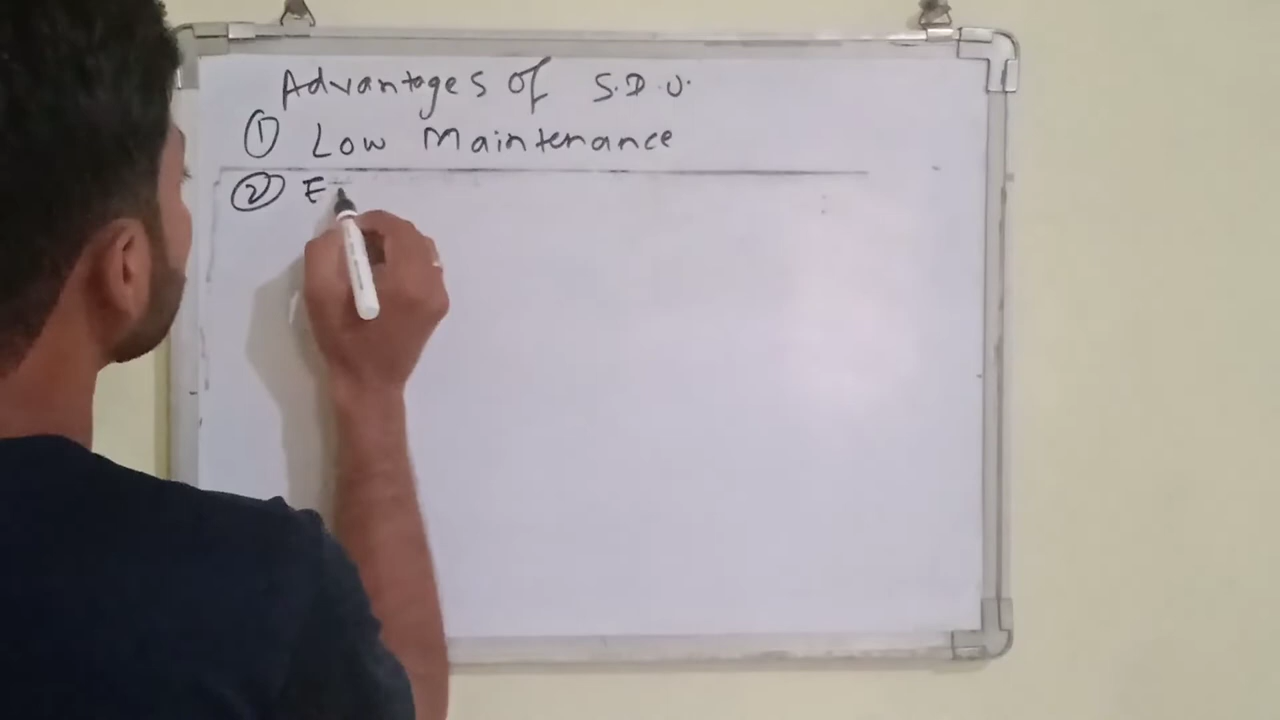 Advantages of S.D.U.
① Low Maintenance
② E